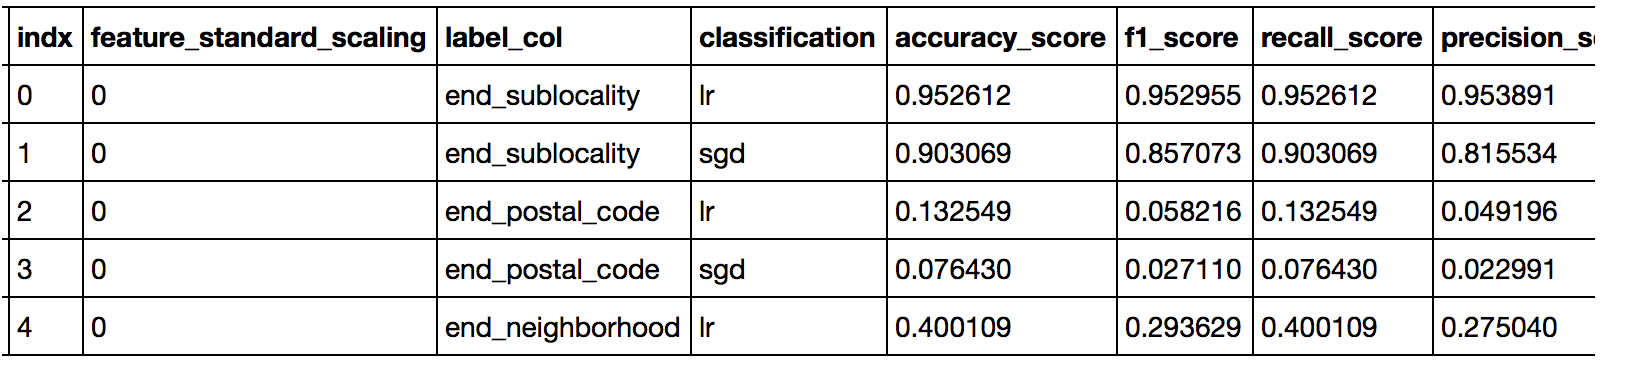 indx feature_standard_scaling label_col classification accuracy_score f1_score recall_score precision_s
0 0 end_sublocality lr 0.952612 0.952955 0.952612 0.953891
1 0 end_sublocality sgd 0.903069 0.857073 0.903069 0.815534
2 0 end_postal_code lr 0.132549 0.058216 0.132549 0.049196
3 0 end_postal_code sgd 0.076430 0.027110 0.076430 0.022991
4 0 end_neighborhood lr 0.400109 0.293629 0.400109 0.275040